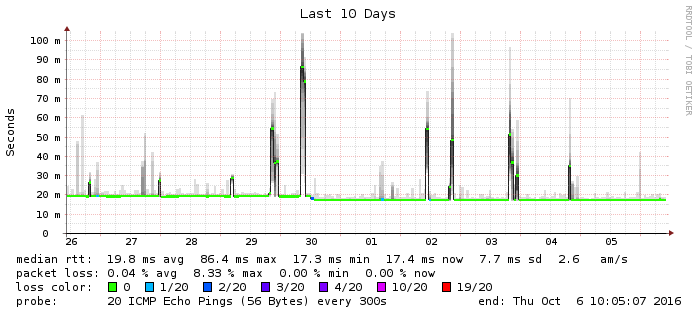 Last 10 Days
RRDTOOL / TOBI OETIKER
Seconds
100 m
90 m
80 m
70 m
60 m
50 m
40 m
30 m
20 m
10 m
0
26 27 28 29 30 01 02 03 04 05
median rtt: 19.8 ms avg 86.4 ms max 17.3 ms min 17.4 ms now 7.7 ms sd 2.6 am/s
packet loss: 0.04 % avg 8.33 % max 0.00 % min 0.00 % now
loss color: 0 1/20 2/20 3/20 4/20 10/20 19/20
probe: 20 ICMP Echo Pings (56 Bytes) every 300s end: Thu Oct 6 10:05:07 2016